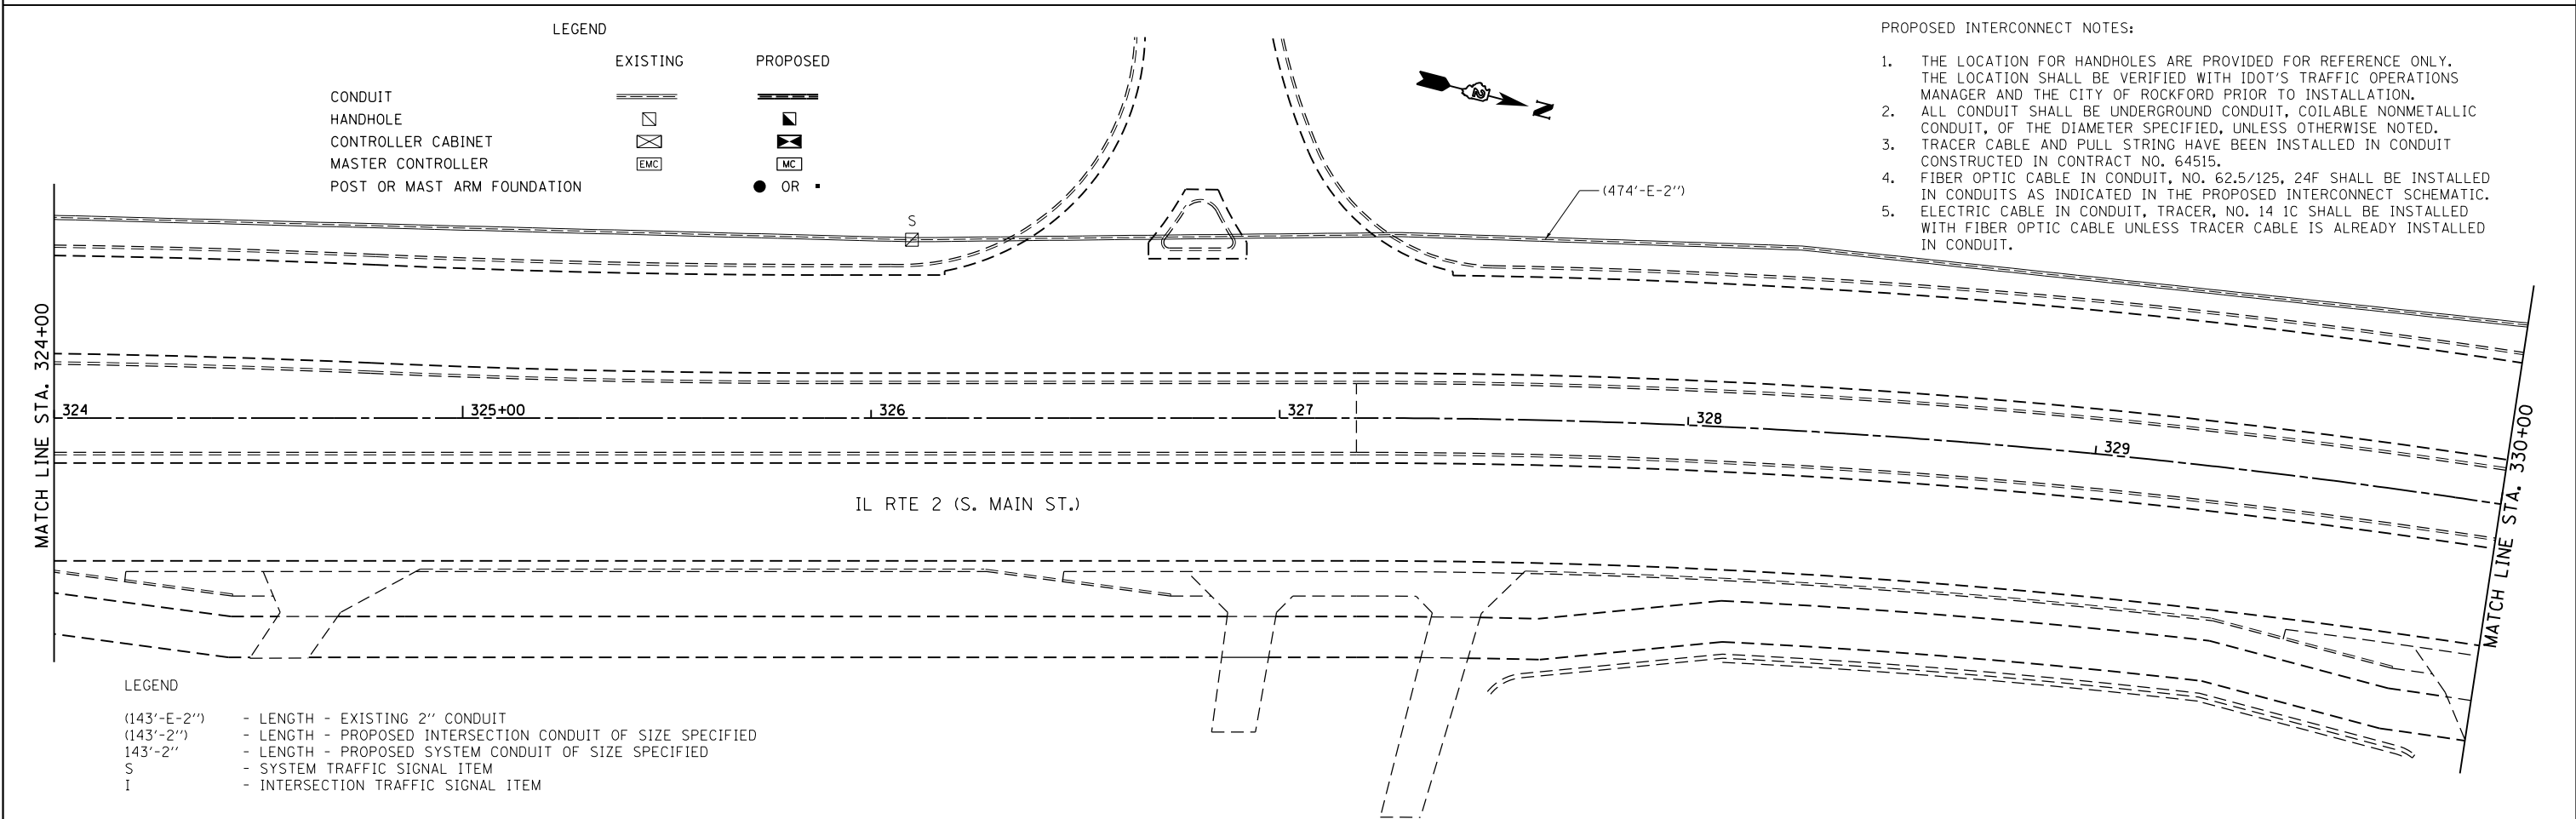 LEGEND
EXISTING PROPOSED
CONDUIT
HANDHOLE
CONTROLLER CABINET
MASTER CONTROLLER EMC MC
POST OR MAST ARM FOUNDATION OR
PROPOSED INTERCONNECT NOTES:
1. THE LOCATION FOR HANDHOLES ARE PROVIDED FOR REFERENCE ONLY.
THE LOCATION SHALL BE VERIFIED WITH IDOT'S TRAFFIC OPERATIONS
MANAGER AND THE CITY OF ROCKFORD PRIOR TO INSTALLATION.
2. ALL CONDUIT SHALL BE UNDERGROUND CONDUIT, COILABLE NONMETALLIC
CONDUIT, OF THE DIAMETER SPECIFIED, UNLESS OTHERWISE NOTED.
3. TRACER CABLE AND PULL STRING HAVE BEEN INSTALLED IN CONDUIT
CONSTRUCTED IN CONTRACT NO. 64515.
4. FIBER OPTIC CABLE IN CONDUIT, NO. 62.5/125, 24F SHALL BE INSTALLED
IN CONDUITS AS INDICATED IN THE PROPOSED INTERCONNECT SCHEMATIC.
5. ELECTRIC CABLE IN CONDUIT, TRACER, NO. 14 1C SHALL BE INSTALLED
WITH FIBER OPTIC CABLE UNLESS TRACER CABLE IS ALREADY INSTALLED
IN CONDUIT.
2 N
(474'-E-2'')
S
MATCH LINE STA. 324+00
324 325+00 326 327 328 329
MATCH LINE STA. 330+00
IL RTE 2 (S. MAIN ST.)
LEGEND
(143'-E-2'') - LENGTH - EXISTING 2'' CONDUIT
(143'-2'') - LENGTH - PROPOSED INTERSECTION CONDUIT OF SIZE SPECIFIED
143'-2'' - LENGTH - PROPOSED SYSTEM CONDUIT OF SIZE SPECIFIED
S - SYSTEM TRAFFIC SIGNAL ITEM
I - INTERSECTION TRAFFIC SIGNAL ITEM